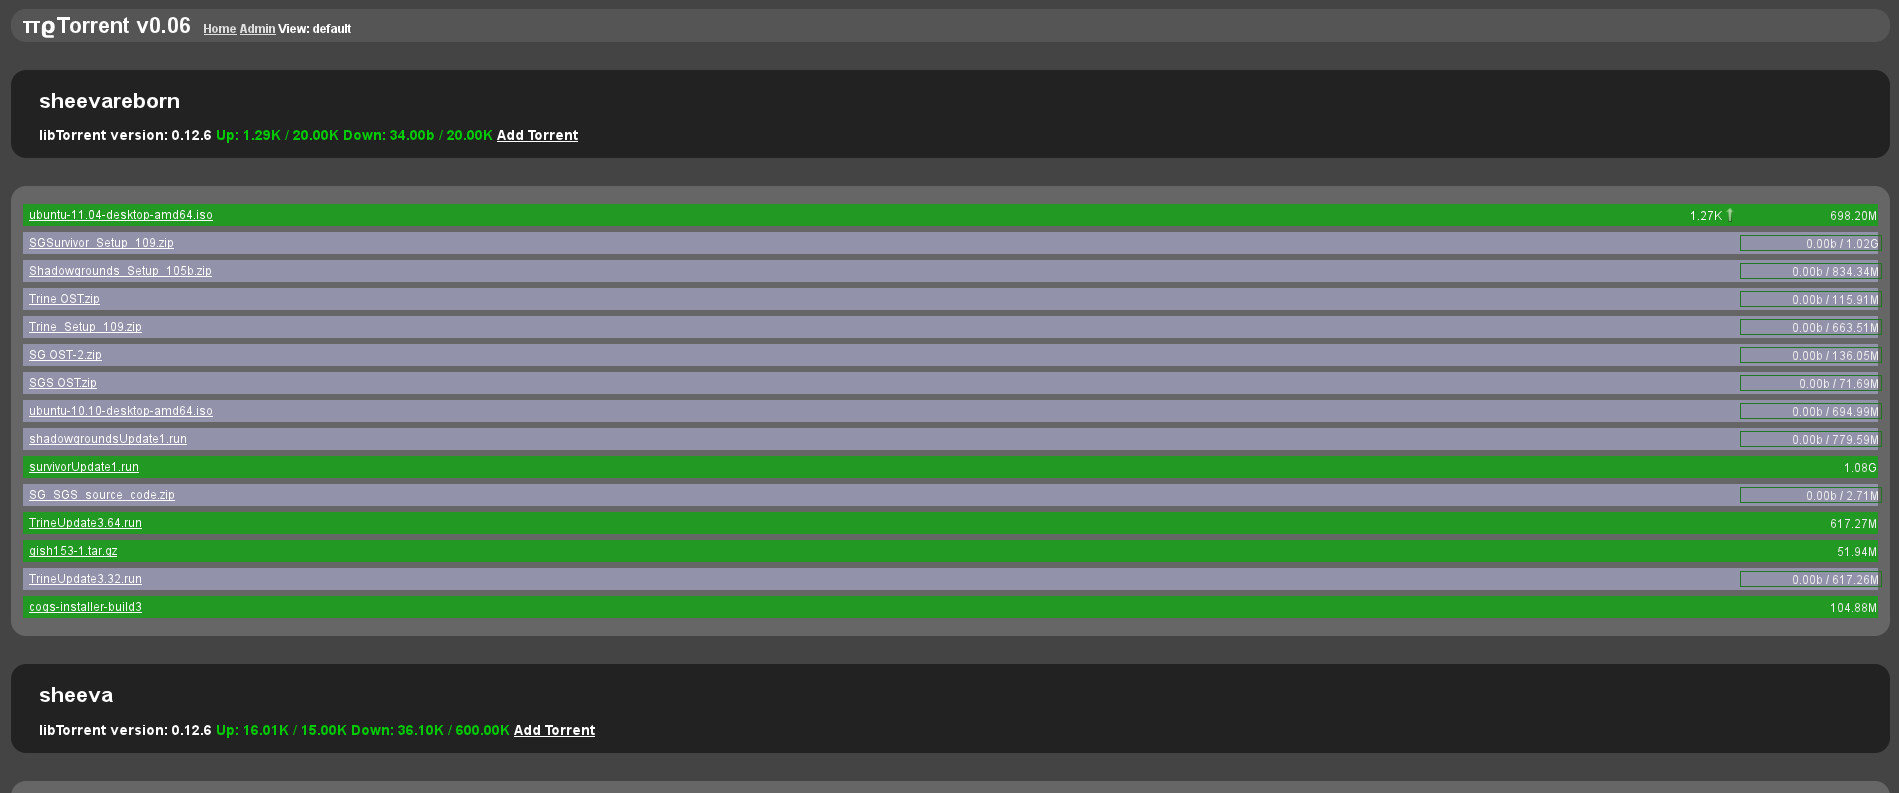 πϱTorrent v0.06 Home Admin View: default
sheevareborn
libTorrent version: 0.12.6 Up: 1.29K / 20.00K Down: 34.00b / 20.00K Add Torrent
ubuntu-11.04-desktop-amd64.iso 1.27K ↑ 698.20M
SGSurvivor_Setup_109.zip 0.00b / 1.02G
Shadowgrounds_Setup_105b.zip 0.00b / 834.34M
Trine OST.zip 0.00b / 115.91M
Trine_Setup_109.zip 0.00b / 663.51M
SG OST-2.zip 0.00b / 136.05M
SGS OST.zip 0.00b / 71.69M
ubuntu-10.10-desktop-amd64.iso 0.00b / 694.99M
shadowgroundsUpdate1.run 0.00b / 779.59M
survivorUpdate1.run 1.08G
SG_SGS_source_code.zip 0.00b / 2.71M
TrineUpdate3.64.run 617.27M
gish153-1.tar.gz 51.94M
TrineUpdate3.32.run 0.00b / 617.26M
cogs-installer-build3 104.88M
sheeva
libTorrent version: 0.12.6 Up: 16.01K / 15.00K Down: 36.10K / 600.00K Add Torrent